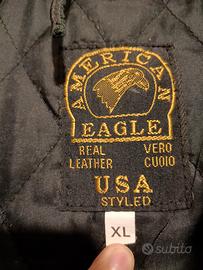 AMERICAN
EAGLE
REAL VERO
LEATHER CUOIO
USA
STYLED
XL
subito